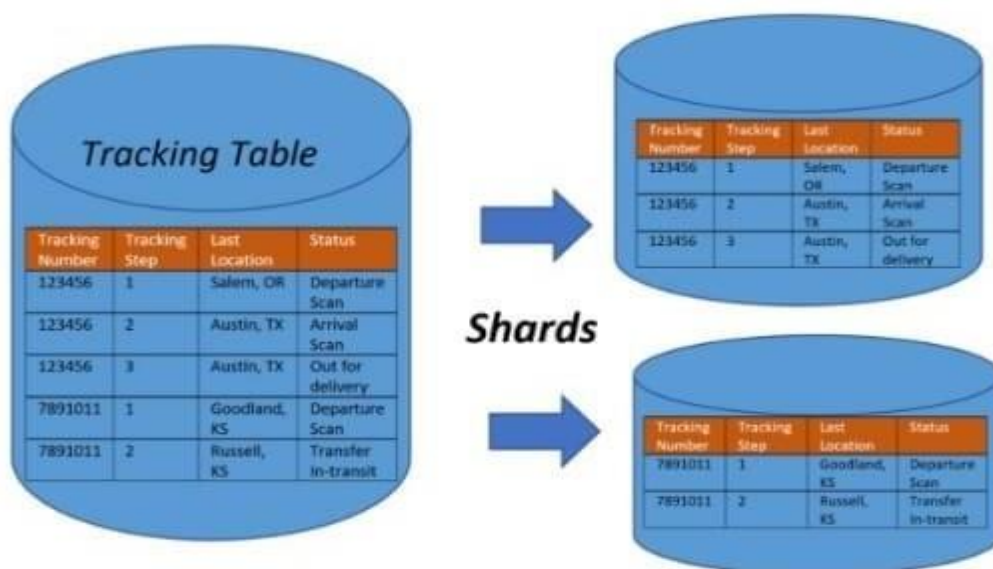 Tracking Table
Tracking Tracking Last Status
Number Step Location
123456 1 Salem, OR Departure
Scan
123456 2 Austin, TX Arrival
Scan
123456 3 Austin, TX Out for
delivery
7891011 1 Goodland, Departure
KS Scan
7891011 2 Russell, Transfer
KS In-transit
Shards
Tracking Tracking Last Status
Number Step Location
123456 1 Salem, Departure
OR Scan
123456 2 Austin, Arrival
TX Scan
123456 3 Austin, Out for
TX delivery
Tracking Tracking Last Status
Number Step Location
7891011 1 Goodland, Departure
KS Scan
7891011 2 Russell, Transfer
KS In-transit